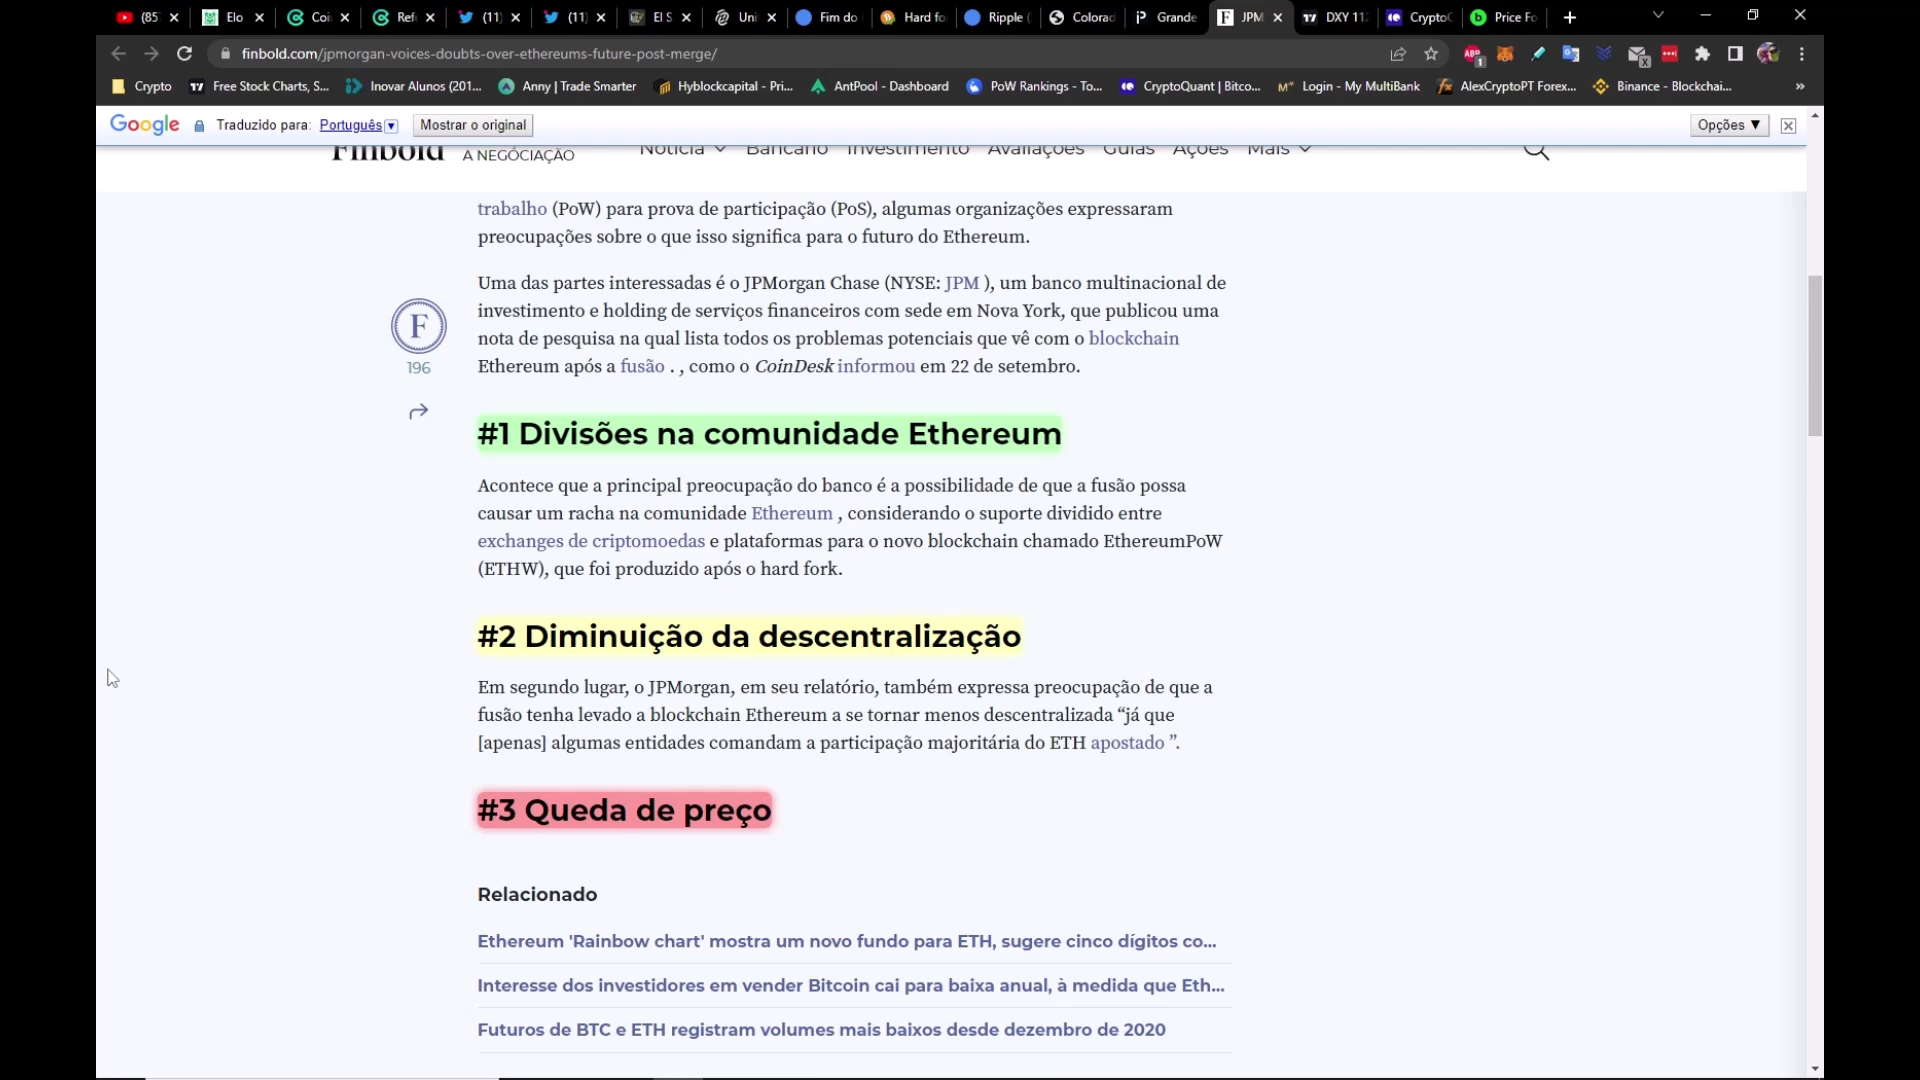 (85
Elo
Coi
Ref
(11)
(11)
El S
Uni
Fim do
Hard fo
Ripple (
Colorad
Grande
JPM
DXY 112
CryptoC
Price Fo
finbold.com/jpmorgan-voices-doubts-over-ethereums-future-post-merge/
Crypto
Free Stock Charts, S...
Inovar Alunos (201...
Anny | Trade Smarter
Hyblockcapital - Pri...
AntPool - Dashboard
PoW Rankings - To...
CryptoQuant | Bitco...
Login - My MultiBank
AlexCryptoPT Forex...
Binance - Blockchai...
»
Google Traduzido para: Português Mostrar o original Opções ▼
Finbold A NEGOCIAÇÃO Notícia Bancário Investimento Avaliações Guias Ações Mais
trabalho (PoW) para prova de participação (PoS), algumas organizações expressaram
preocupações sobre o que isso significa para o futuro do Ethereum.
Uma das partes interessadas é o JPMorgan Chase (NYSE: JPM ), um banco multinacional de
investimento e holding de serviços financeiros com sede em Nova York, que publicou uma
nota de pesquisa na qual lista todos os problemas potenciais que vê com o blockchain
Ethereum após a fusão . , como o CoinDesk informou em 22 de setembro.
F
196
#1 Divisões na comunidade Ethereum
Acontece que a principal preocupação do banco é a possibilidade de que a fusão possa
causar um racha na comunidade Ethereum , considerando o suporte dividido entre
exchanges de criptomoedas e plataformas para o novo blockchain chamado EthereumPoW
(ETHW), que foi produzido após o hard fork.
#2 Diminuição da descentralização
Em segundo lugar, o JPMorgan, em seu relatório, também expressa preocupação de que a
fusão tenha levado a blockchain Ethereum a se tornar menos descentralizada “já que
[apenas] algumas entidades comandam a participação majoritária do ETH apostado ”.
#3 Queda de preço
Relacionado
Ethereum 'Rainbow chart' mostra um novo fundo para ETH, sugere cinco dígitos co...
Interesse dos investidores em vender Bitcoin cai para baixa anual, à medida que Eth...
Futuros de BTC e ETH registram volumes mais baixos desde dezembro de 2020